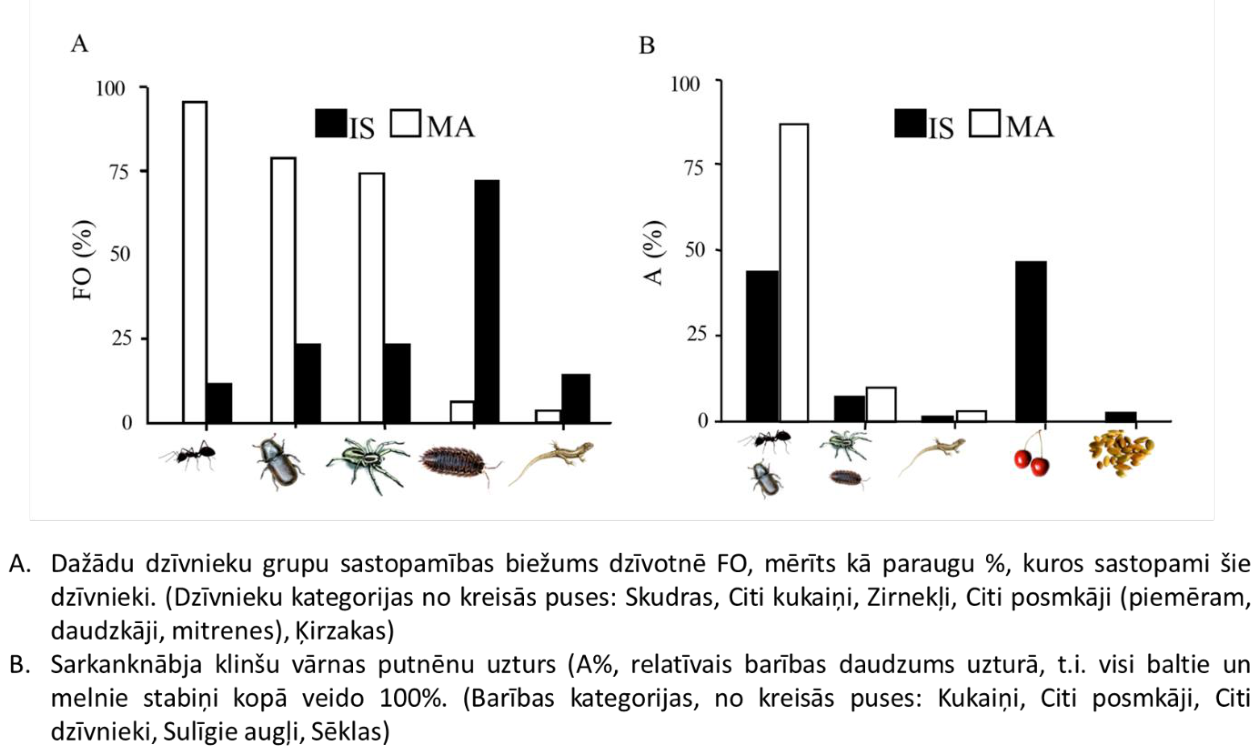 A
B
100
75
50
25
0
FO (%)
IS MA
100
75
50
25
0
A (%)
IS MA
A. Dažādu dzīvnieku grupu sastopamības biežums dzīvotnē FO, mērīts kā paraugu %, kuros sastopami šie
dzīvnieki. (Dzīvnieku kategorijas no kreisās puses: Skudras, Citi kukaiņi, Zirnekļi, Citi posmkāji (piemēram,
daudzkāji, mitrenes), Ķirzakas)
B. Sarkanknābja klinšu vārnas putnēnu uzturs (A%, relatīvais barības daudzums uzturā, t.i. visi baltie un
melnie stabiņi kopā veido 100%. (Barības kategorijas, no kreisās puses: Kukaiņi, Citi posmkāji, Citi
dzīvnieki, Sulīgie augļi, Sēklas)